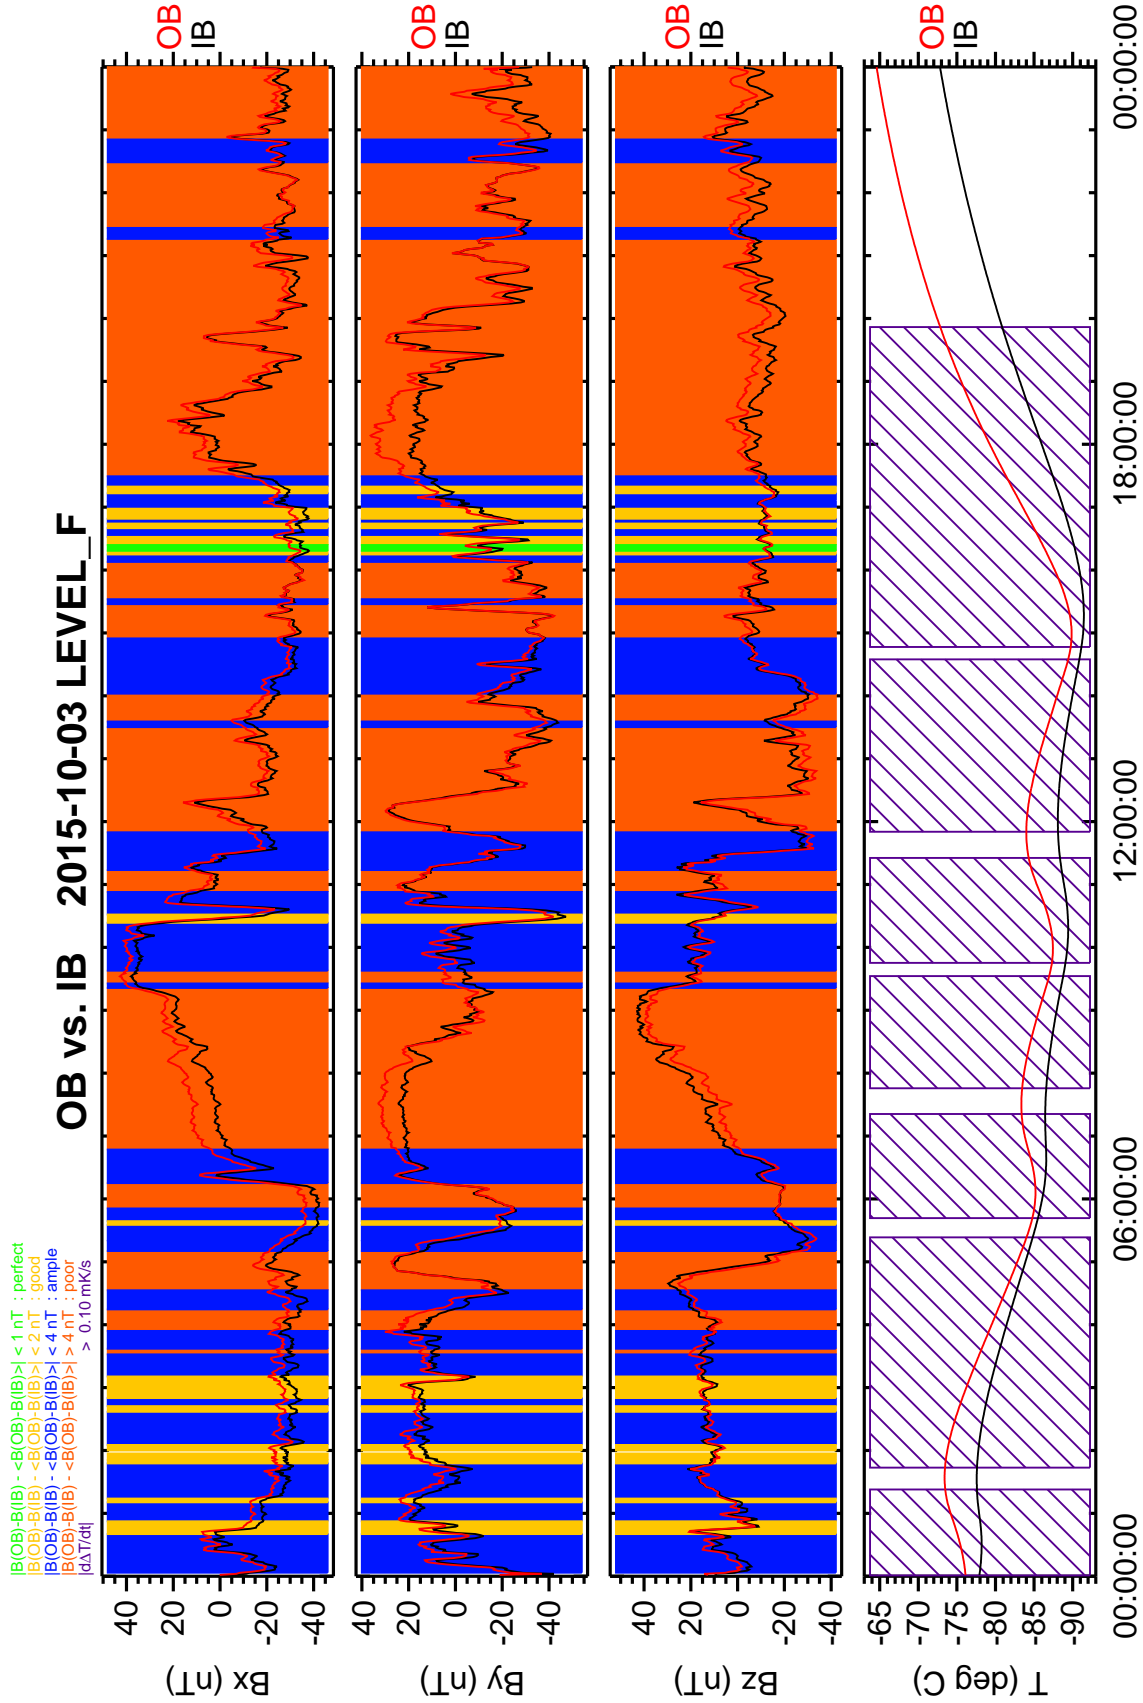 OB vs. IB 2015-10-03 LEVEL_F
|B(OB)-B(IB) - <B(OB)-B(IB)>| < 1 nT : perfect
|B(OB)-B(IB) - <B(OB)-B(IB)>| < 2 nT : good
|B(OB)-B(IB) - <B(OB)-B(IB)>| < 4 nT : ample
|B(OB)-B(IB) - <B(OB)-B(IB)>| > 4 nT : poor
|dΔT/dt| > 0.10 mK/s
Bx (nT)
40
20
0
-20
-40
OB
IB
By (nT)
40
20
0
-20
-40
OB
IB
Bz (nT)
40
20
0
-20
-40
OB
IB
T (deg C)
-65
-70
-75
-80
-85
-90
OB
IB
00:00:00 06:00:00 12:00:00 18:00:00 00:00:00